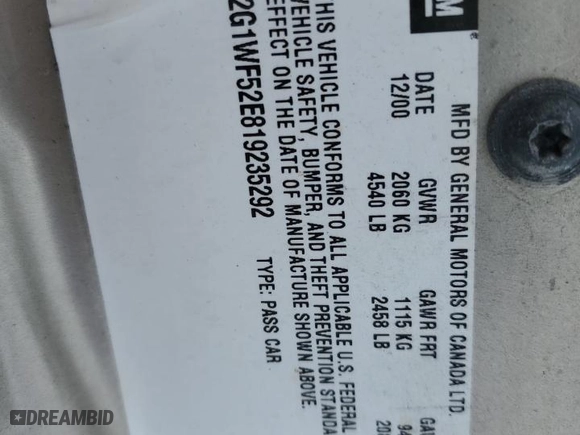 GM
MFD BY GENERAL MOTORS OF CANADA LTD.
DATE GVWR GAWR FRT
12/00 2060 KG 1115 KG
4540 LB 2458 LB
THIS VEHICLE CONFORMS TO ALL APPLICABLE U.S. FEDERAL
VEHICLE SAFETY, BUMPER, AND THEFT PREVENTION
EFFECT ON THE DATE OF MANUFACTURE SHOWN ABOVE.
2G1WF52E819235292 TYPE: PASS CAR
DREAMBID